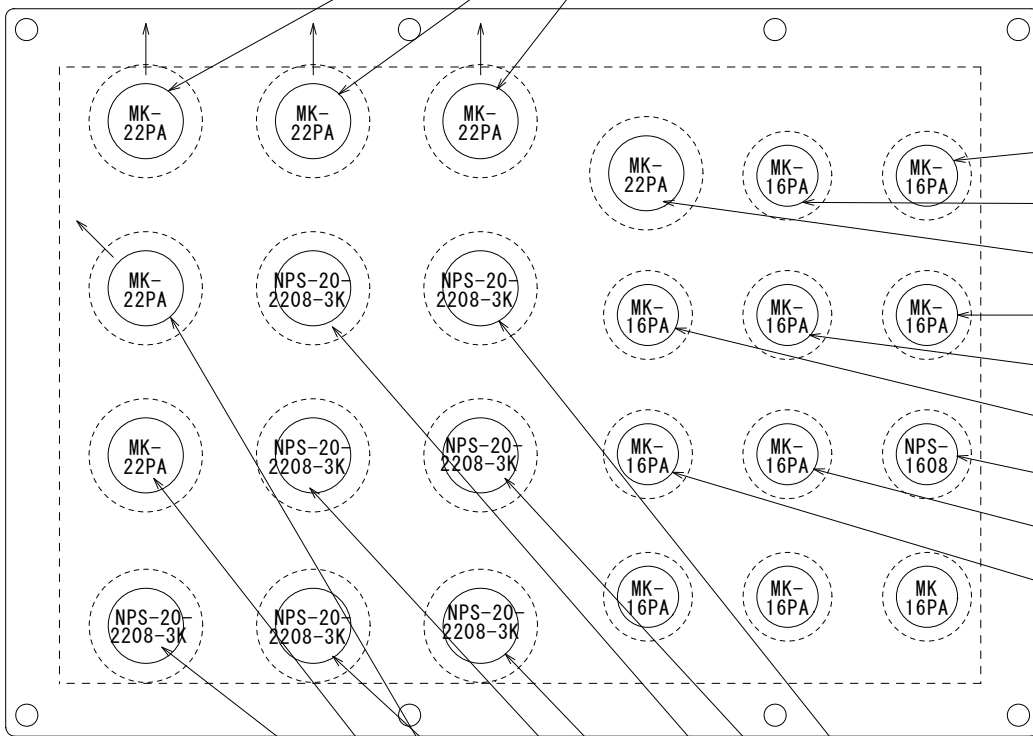 MK-
22PA
MK-
22PA
MK-
22PA
MK-
22PA
MK-
16PA
MK-
16PA
MK-
22PA
NPS-20-
2208-3K
NPS-20-
2208-3K
MK-
16PA
MK-
16PA
MK-
16PA
MK-
22PA
NPS-20-
2208-3K
NPS-20-
2208-3K
MK-
16PA
MK-
16PA
NPS-
1608
NPS-20-
2208-3K
NPS-20-
2208-3K
NPS-20-
2208-3K
MK-
16PA
MK-
16PA
MK
16PA